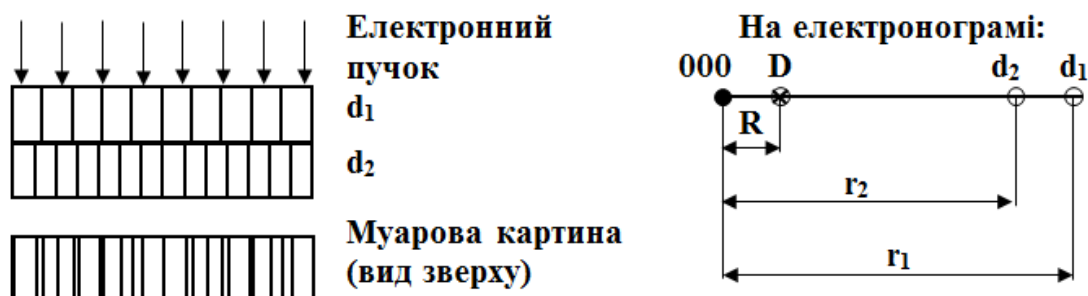 Електронний
пучок
d₁
d₂
Муарова картина
(вид зверху)
На електронограмі:
000 D d₂ d₁
R
r₂
r₁